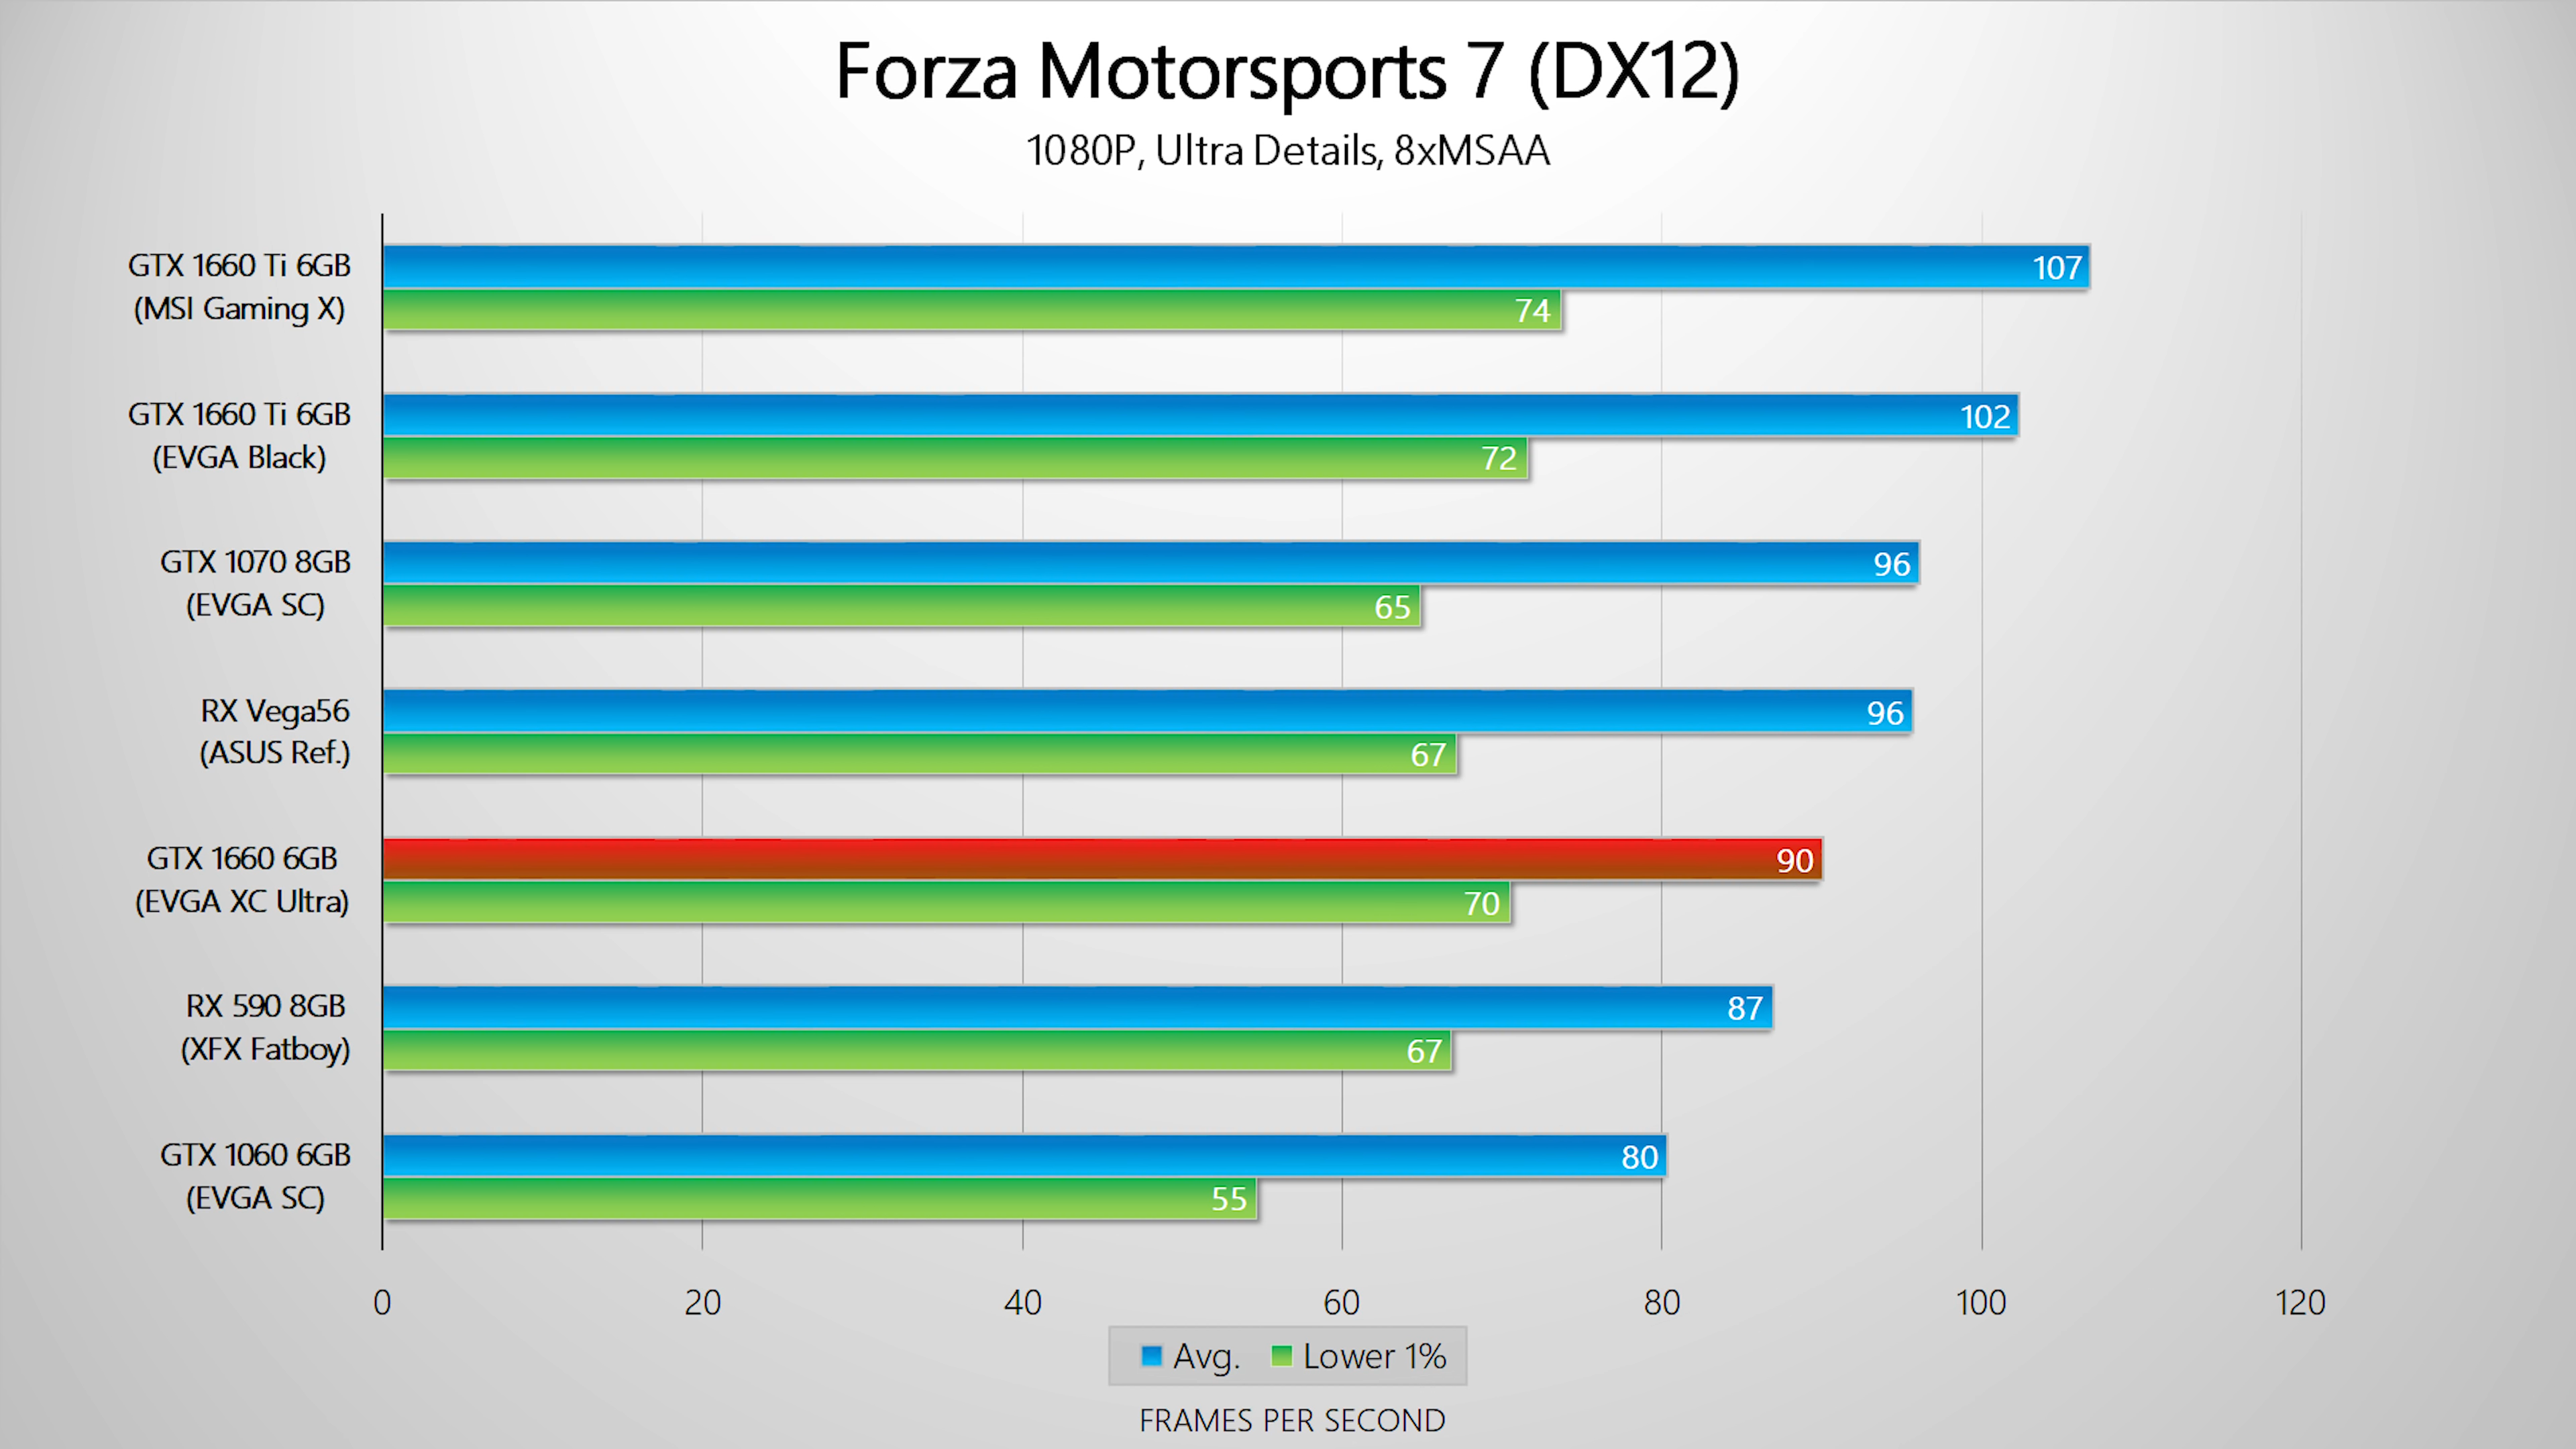 Forza Motorsports 7 (DX12)
1080P, Ultra Details, 8xMSAA
GTX 1660 Ti 6GB
(MSI Gaming X)
107
74
GTX 1660 Ti 6GB
(EVGA Black)
102
72
GTX 1070 8GB
(EVGA SC)
96
65
RX Vega56
(ASUS Ref.)
96
67
GTX 1660 6GB
(EVGA XC Ultra)
90
70
RX 590 8GB
(XFX Fatboy)
87
67
GTX 1060 6GB
(EVGA SC)
80
55
0 20 40 60 80 100 120
Avg. Lower 1%
FRAMES PER SECOND